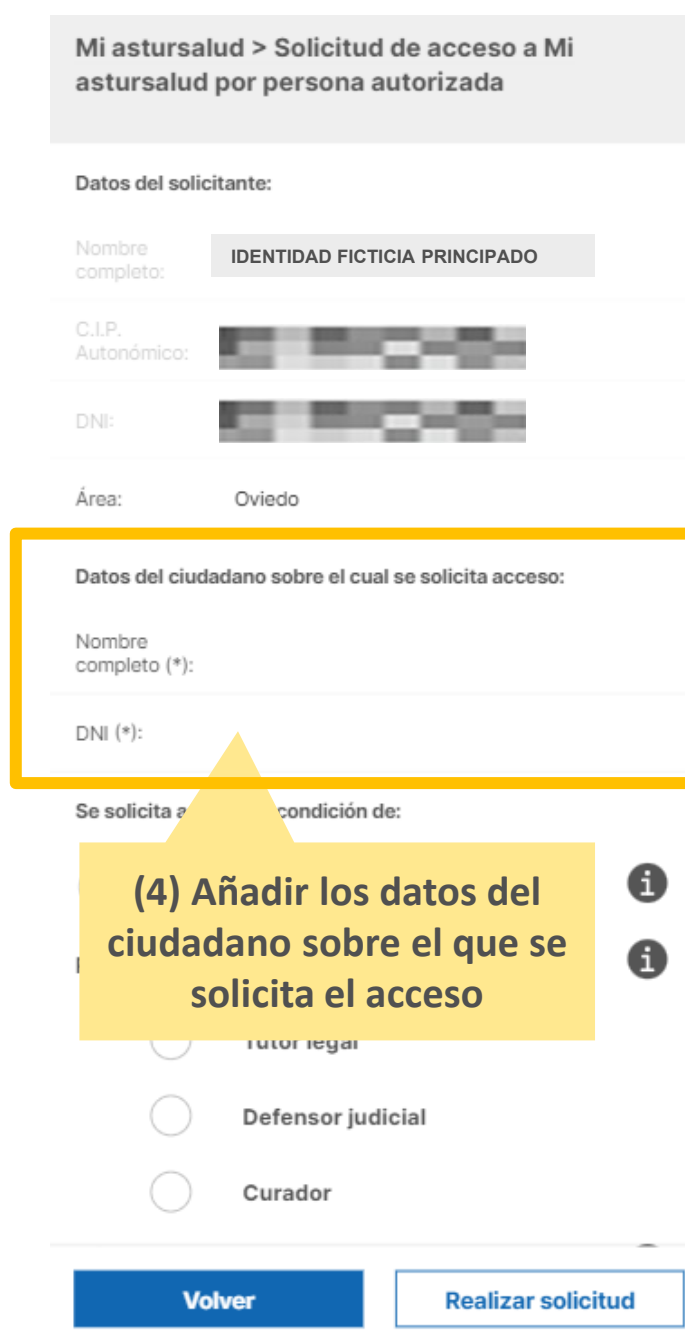 Mi astursalud > Solicitud de acceso a Mi
astursalud por persona autorizada
Datos del solicitante:
Nombre
completo:
IDENTIDAD FICTICIA PRINCIPADO
C.I.P.
Autonómico:
DNI:
Área:
Oviedo
Datos del ciudadano sobre el cual se solicita acceso:
Nombre
completo (*):
DNI (*):
Se solicita a condición de:
(4) Añadir los datos del
ciudadano sobre el que se
solicita el acceso
Tutor legal
Defensor judicial
Curador
Volver
Realizar solicitud